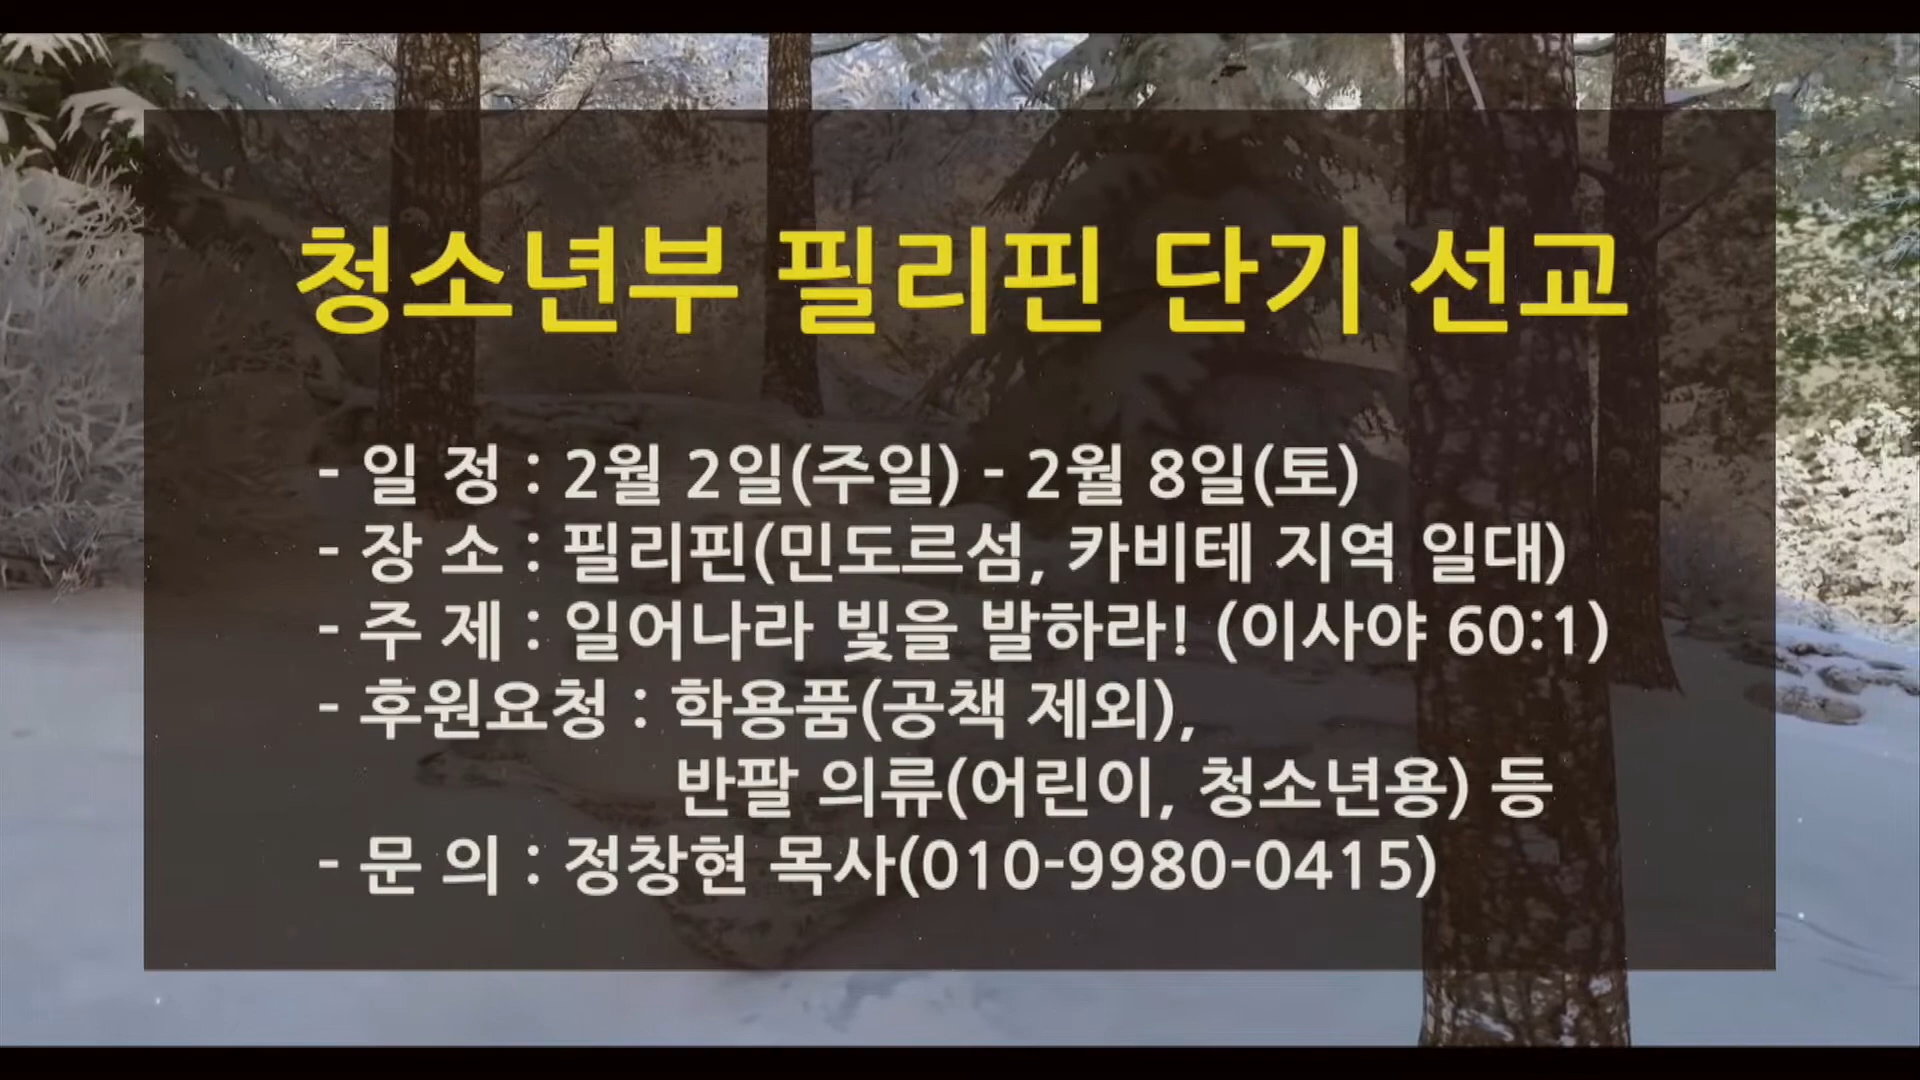 청소년부 필리핀 단기 선교
- 일 정 : 2월 2일(주일) - 2월 8일(토)
- 장 소 : 필리핀(민도르섬, 카비테 지역 일대)
- 주 제 : 일어나라 빛을 발하라! (이사야 60:1)
- 후원요청 : 학용품(공책 제외),
반팔 의류(어린이, 청소년용) 등
- 문 의 : 정창현 목사(010-9980-0415)